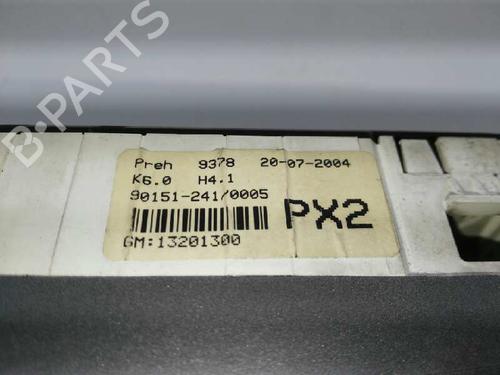 B-PARTS
Preh 9378 20-07-2004
K6.0 H4.1
90151-241/0005
PX2
GM:13201300